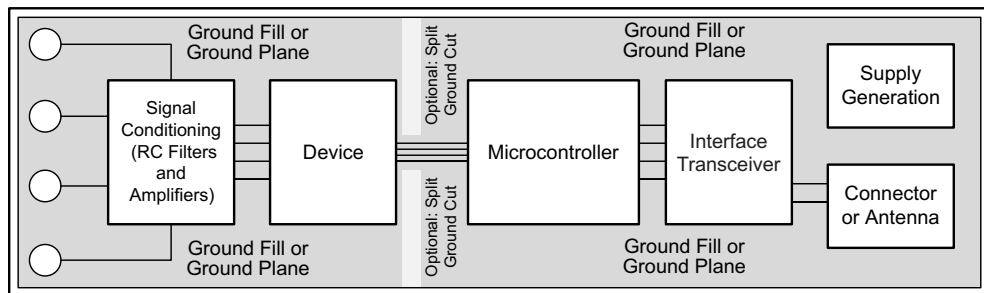 Ground Fill or
Ground Plane
Optional: Split
Ground Cut
Ground Fill or
Ground Plane
Signal
Conditioning
(RC Filters
and
Amplifiers)
Device
Microcontroller
Interface
Transceiver
Supply
Generation
Connector
or Antenna
Ground Fill or
Ground Plane
Optional: Split
Ground Cut
Ground Fill or
Ground Plane